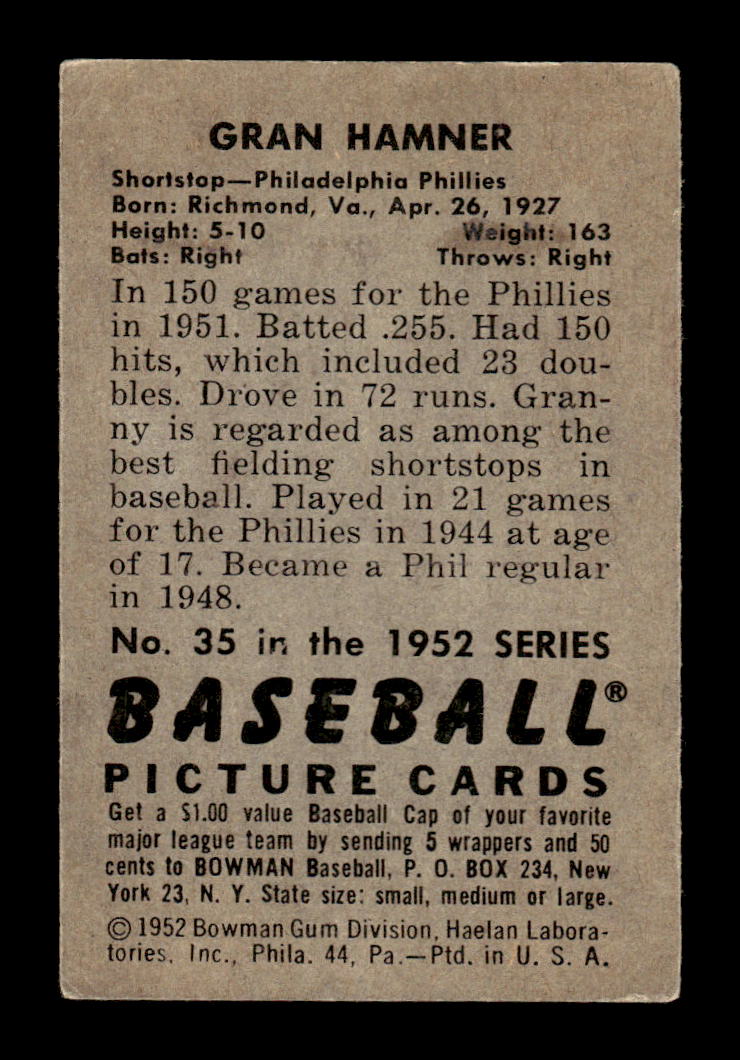 GRAN HAMNER
Shortstop—Philadelphia Phillies
Born: Richmond, Va., Apr. 26, 1927
Height: 5-10 Weight: 163
Bats: Right Throws: Right
In 150 games for the Phillies
in 1951. Batted .255. Had 150
hits, which included 23 dou-
bles. Drove in 72 runs. Gran-
ny is regarded as among the
best fielding shortstops in
baseball. Played in 21 games
for the Phillies in 1944 at age
of 17. Became a Phil regular
in 1948.
No. 35 in the 1952 SERIES
BASEBALL®
PICTURE CARDS
Get a $1.00 value Baseball Cap of your favorite
major league team by sending 5 wrappers and 50
cents to BOWMAN Baseball, P. O. BOX 234, New
York 23, N. Y. State size: small, medium or large.
©1952 Bowman Gum Division, Haelan Labora-
tories, Inc., Phila. 44, Pa.—Ptd. in U. S. A.